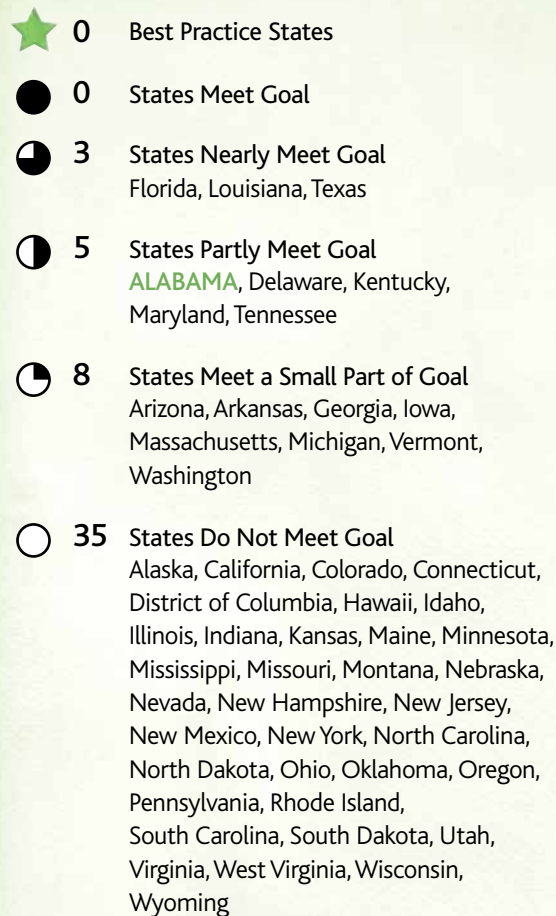 0 Best Practice States
0 States Meet Goal
3 States Nearly Meet Goal
Florida, Louisiana, Texas
5 States Partly Meet Goal
ALABAMA, Delaware, Kentucky,
Maryland, Tennessee
8 States Meet a Small Part of Goal
Arizona, Arkansas, Georgia, Iowa,
Massachusetts, Michigan, Vermont,
Washington
35 States Do Not Meet Goal
Alaska, California, Colorado, Connecticut,
District of Columbia, Hawaii, Idaho,
Illinois, Indiana, Kansas, Maine, Minnesota,
Mississippi, Missouri, Montana, Nebraska,
Nevada, New Hampshire, New Jersey,
New Mexico, New York, North Carolina,
North Dakota, Ohio, Oklahoma, Oregon,
Pennsylvania, Rhode Island,
South Carolina, South Dakota, Utah,
Virginia, West Virginia, Wisconsin,
Wyoming